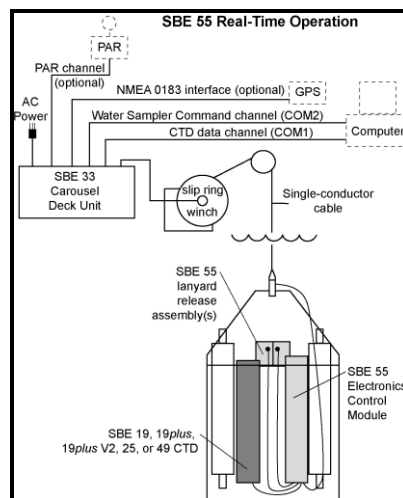 SBE 55 Real-Time Operation
PAR
PAR channel
(optional)
NMEA 0183 interface (optional)
GPS
AC
Power
Water Sampler Command channel (COM2)
CTD data channel (COM1)
Computer
SBE 33
Carousel
Deck Unit
slip ring
winch
Single-conductor
cable
SBE 55
lanyard
release
assembly(s)
SBE 55
Electronics
Control
Module
SBE 19, 19plus,
19plus V2, 25, or 49 CTD